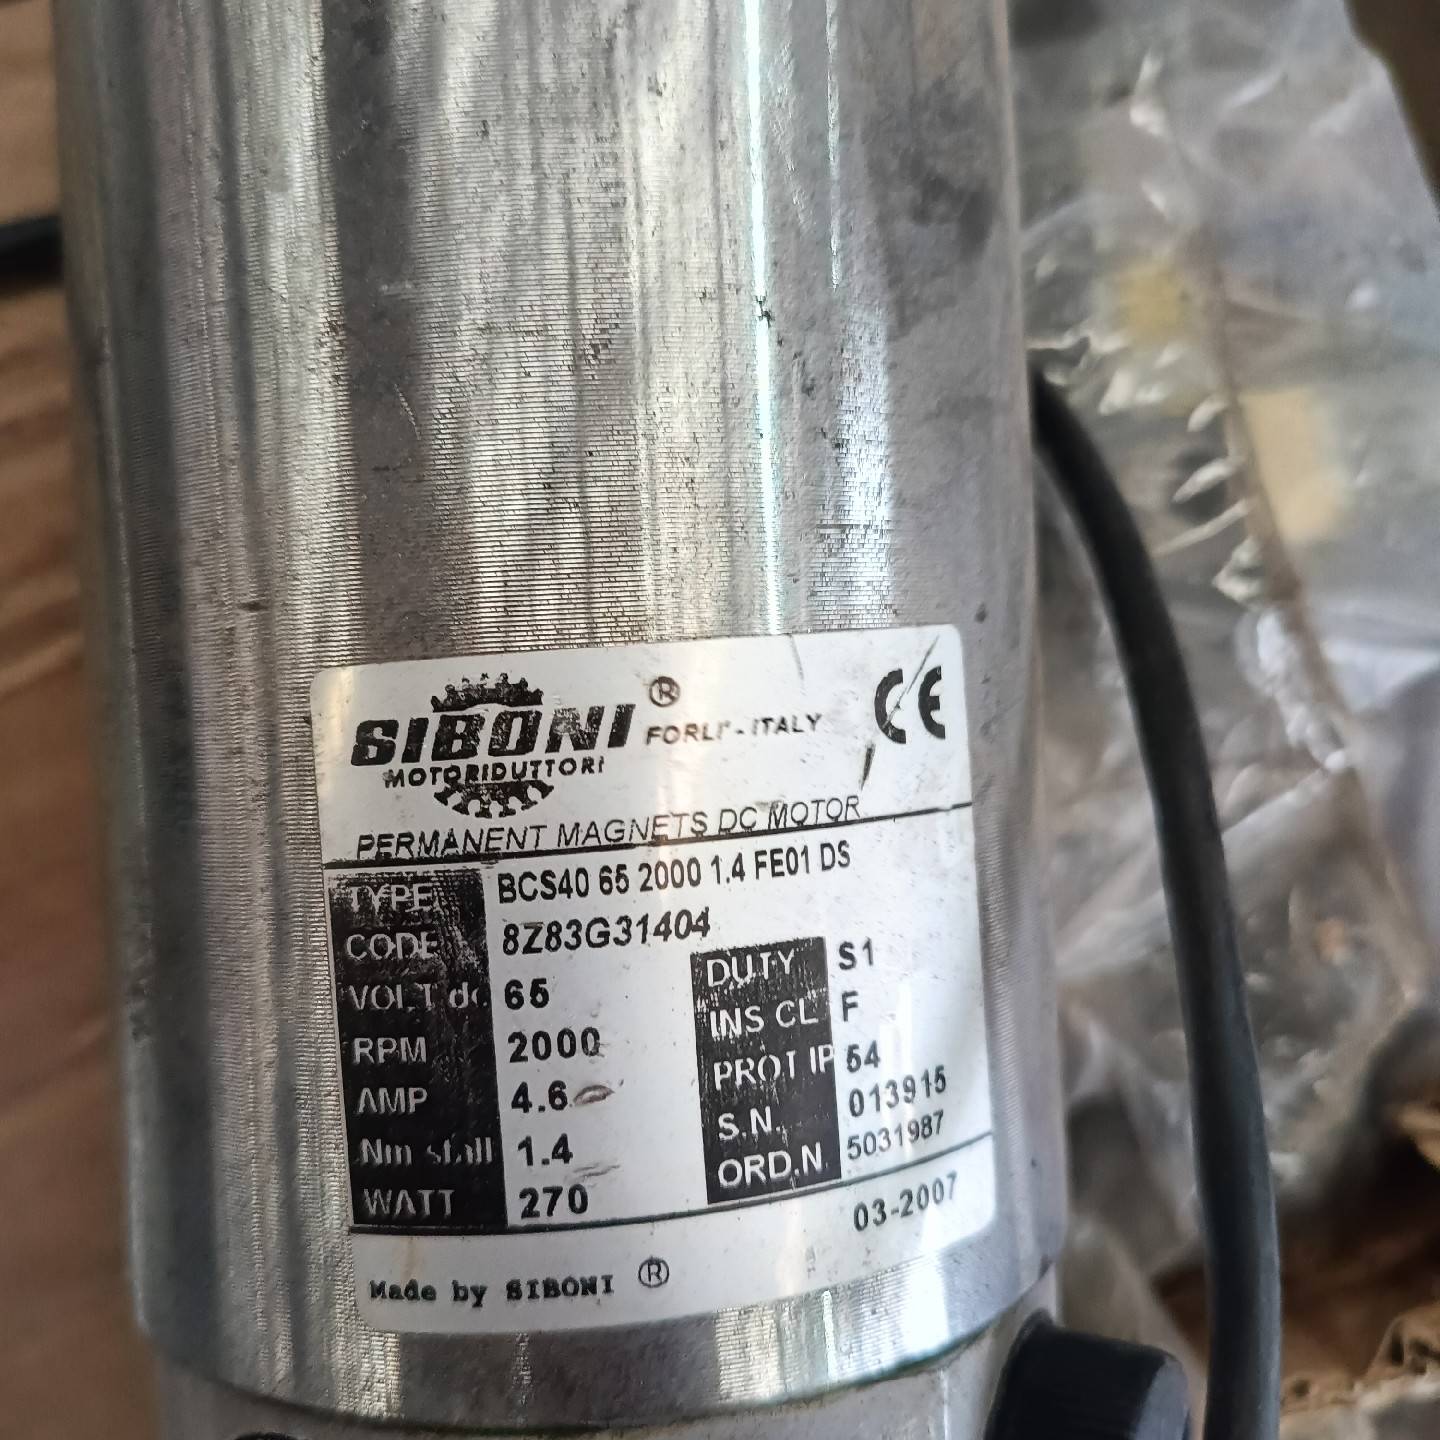 SIBONI ® FORLI' - ITALY CE
MOTORIDUTTORI
PERMANENT MAGNETS DC MOTOR
TYPE BCS40 65 2000 1.4 FE01 DS
CODE 8Z83G31404
VOLT dc 65 DUTY S1
RPM 2000 INS CL F
AMP 4.6 PROT IP 54
Nm stall 1.4 S.N. 013915
WATT 270 ORD.N 5031987
03-2007
Made by SIBONI ®